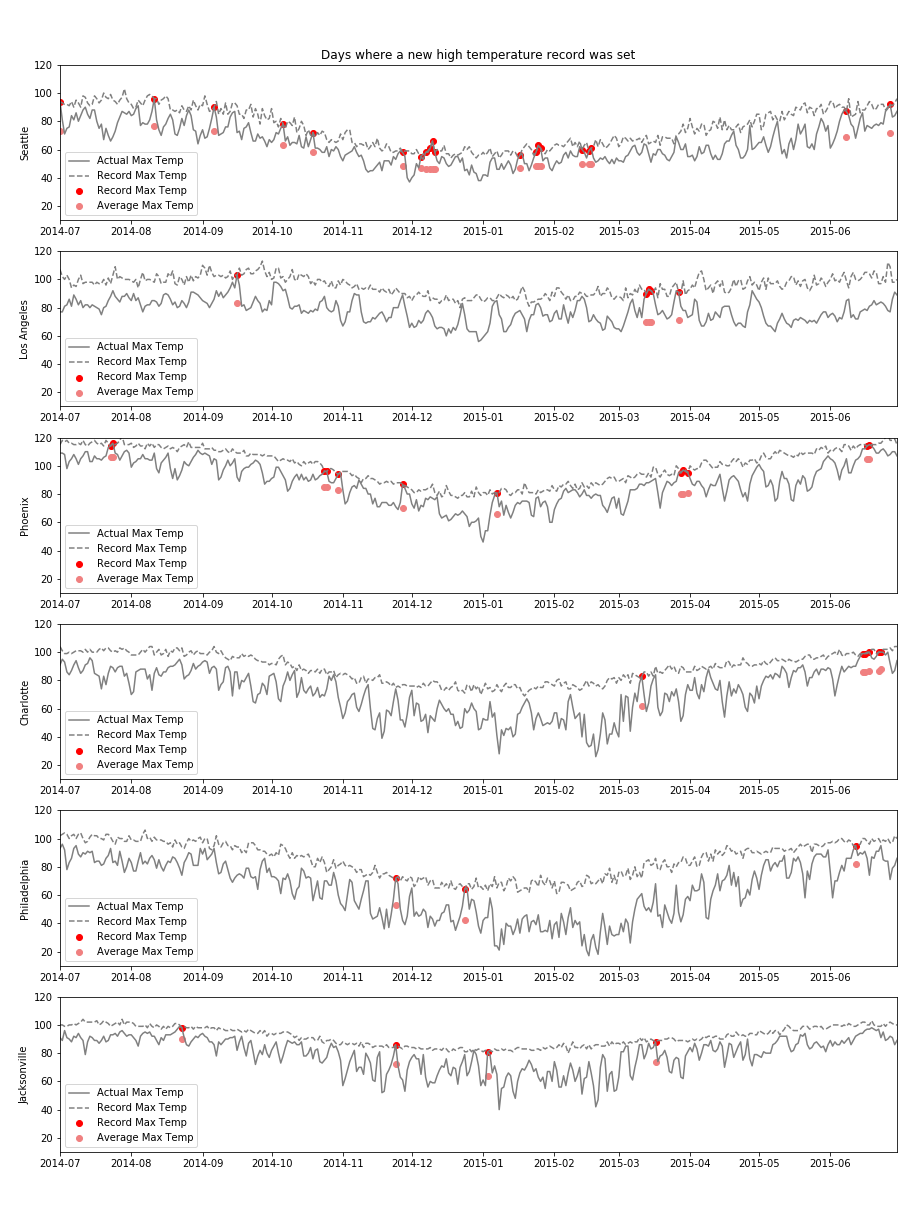 Days where a new high temperature record was set
120
100
80
60
40
20
Seattle
Actual Max Temp
Record Max Temp
Record Max Temp
Average Max Temp
2014-07 2014-08 2014-09 2014-10 2014-11 2014-12 2015-01 2015-02 2015-03 2015-04 2015-05 2015-06
120
100
80
60
40
20
Los Angeles
Actual Max Temp
Record Max Temp
Record Max Temp
Average Max Temp
2014-07 2014-08 2014-09 2014-10 2014-11 2014-12 2015-01 2015-02 2015-03 2015-04 2015-05 2015-06
120
100
80
60
40
20
Phoenix
Actual Max Temp
Record Max Temp
Record Max Temp
Average Max Temp
2014-07 2014-08 2014-09 2014-10 2014-11 2014-12 2015-01 2015-02 2015-03 2015-04 2015-05 2015-06
120
100
80
60
40
20
Charlotte
Actual Max Temp
Record Max Temp
Record Max Temp
Average Max Temp
2014-07 2014-08 2014-09 2014-10 2014-11 2014-12 2015-01 2015-02 2015-03 2015-04 2015-05 2015-06
120
100
80
60
40
20
Philadelphia
Actual Max Temp
Record Max Temp
Record Max Temp
Average Max Temp
2014-07 2014-08 2014-09 2014-10 2014-11 2014-12 2015-01 2015-02 2015-03 2015-04 2015-05 2015-06
120
100
80
60
40
20
Jacksonville
Actual Max Temp
Record Max Temp
Record Max Temp
Average Max Temp
2014-07 2014-08 2014-09 2014-10 2014-11 2014-12 2015-01 2015-02 2015-03 2015-04 2015-05 2015-06